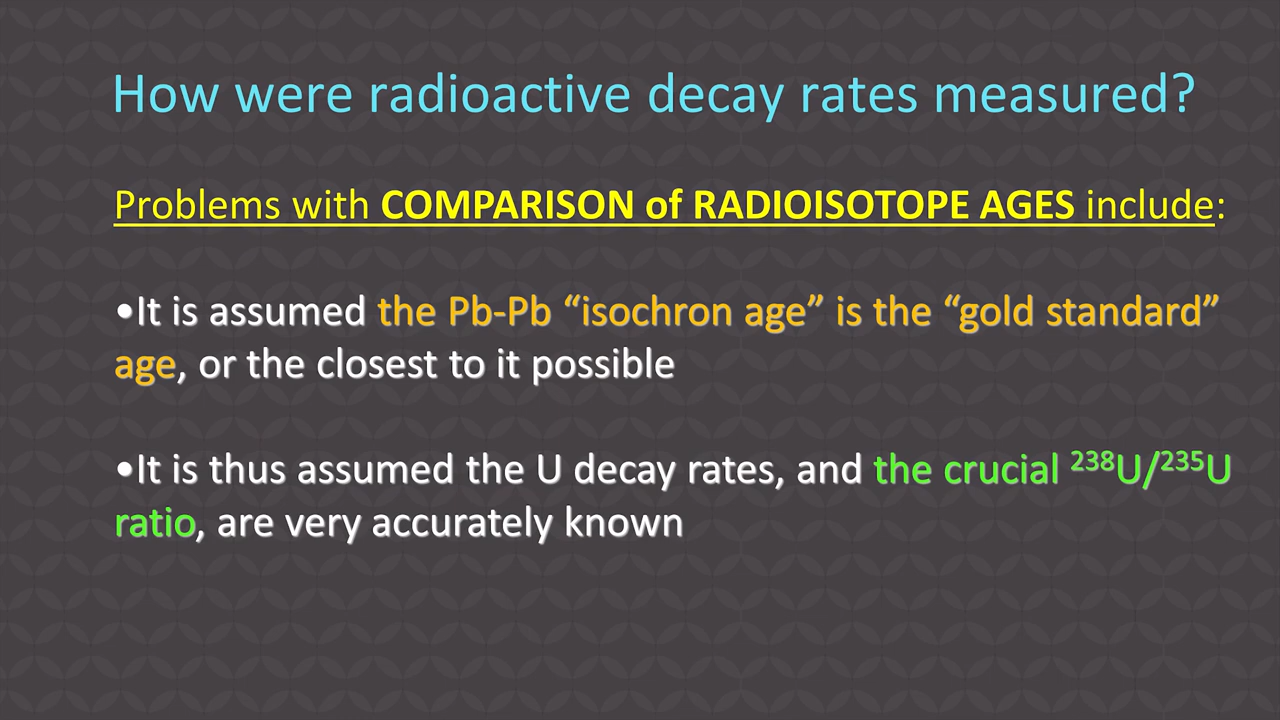 How were radioactive decay rates measured?
Problems with COMPARISON of RADIOISOTOPE AGES include:
•It is assumed the Pb-Pb “isochron age” is the “gold standard”
age, or the closest to it possible
•It is thus assumed the U decay rates, and the crucial ²³⁸U/²³⁵U
ratio, are very accurately known